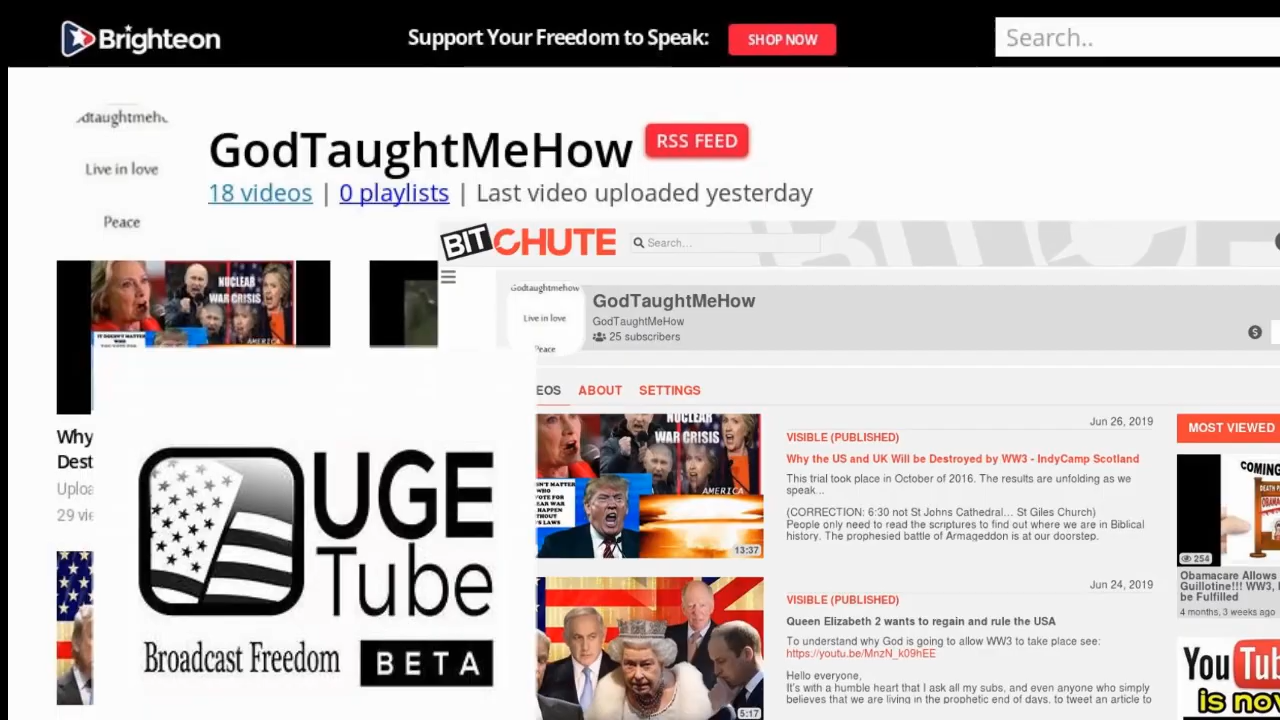 Brighteon
Support Your Freedom to Speak:
SHOP NOW
Search..
Live in love
Peace
GodTaughtMeHow
RSS FEED
18 videos | 0 playlists | Last video uploaded yesterday
NUCLEAR
WAR CRISIS
AMERICA
IT DOESN'T MATTER
WHO
BITCHUTE
Search...
Godtaughtmehow
Live in love
Peace
GodTaughtMeHow
GodTaughtMeHow
25 subscribers
EOS
ABOUT
SETTINGS
Why
Dest
29 vie
UGE
Tube
Broadcast Freedom
BETA
NUCLEAR
WAR CRISIS
AMERICA
13:37
Jun 26, 2019
VISIBLE (PUBLISHED)
Why the US and UK Will be Destroyed by WW3 - IndyCamp Scotland
This trial took place in October of 2016. The results are unfolding as we
speak...
(CORRECTION: 6:30 not St Johns Cathedral... St Giles Church)
People only need to read the scriptures to find out where we are in Biblical
history. The prophesied battle of Armageddon is at our doorstep.
5:17
Jun 24, 2019
VISIBLE (PUBLISHED)
Queen Elizabeth 2 wants to regain and rule the USA
To understand why God is going to allow WW3 to take place see:
https://youtu.be/MnzN_k09hEE
Hello everyone,
It's with a humble heart that I ask all my subs, and even anyone who simply
believes that we are living in the prophetic end of days, to tweet an article to
MOST VIEWED
COMING
254
Obamacare Allows
Guillotine!!! WW3,
be Fulfilled
4 months, 3 weeks ago
You Tub
is nov